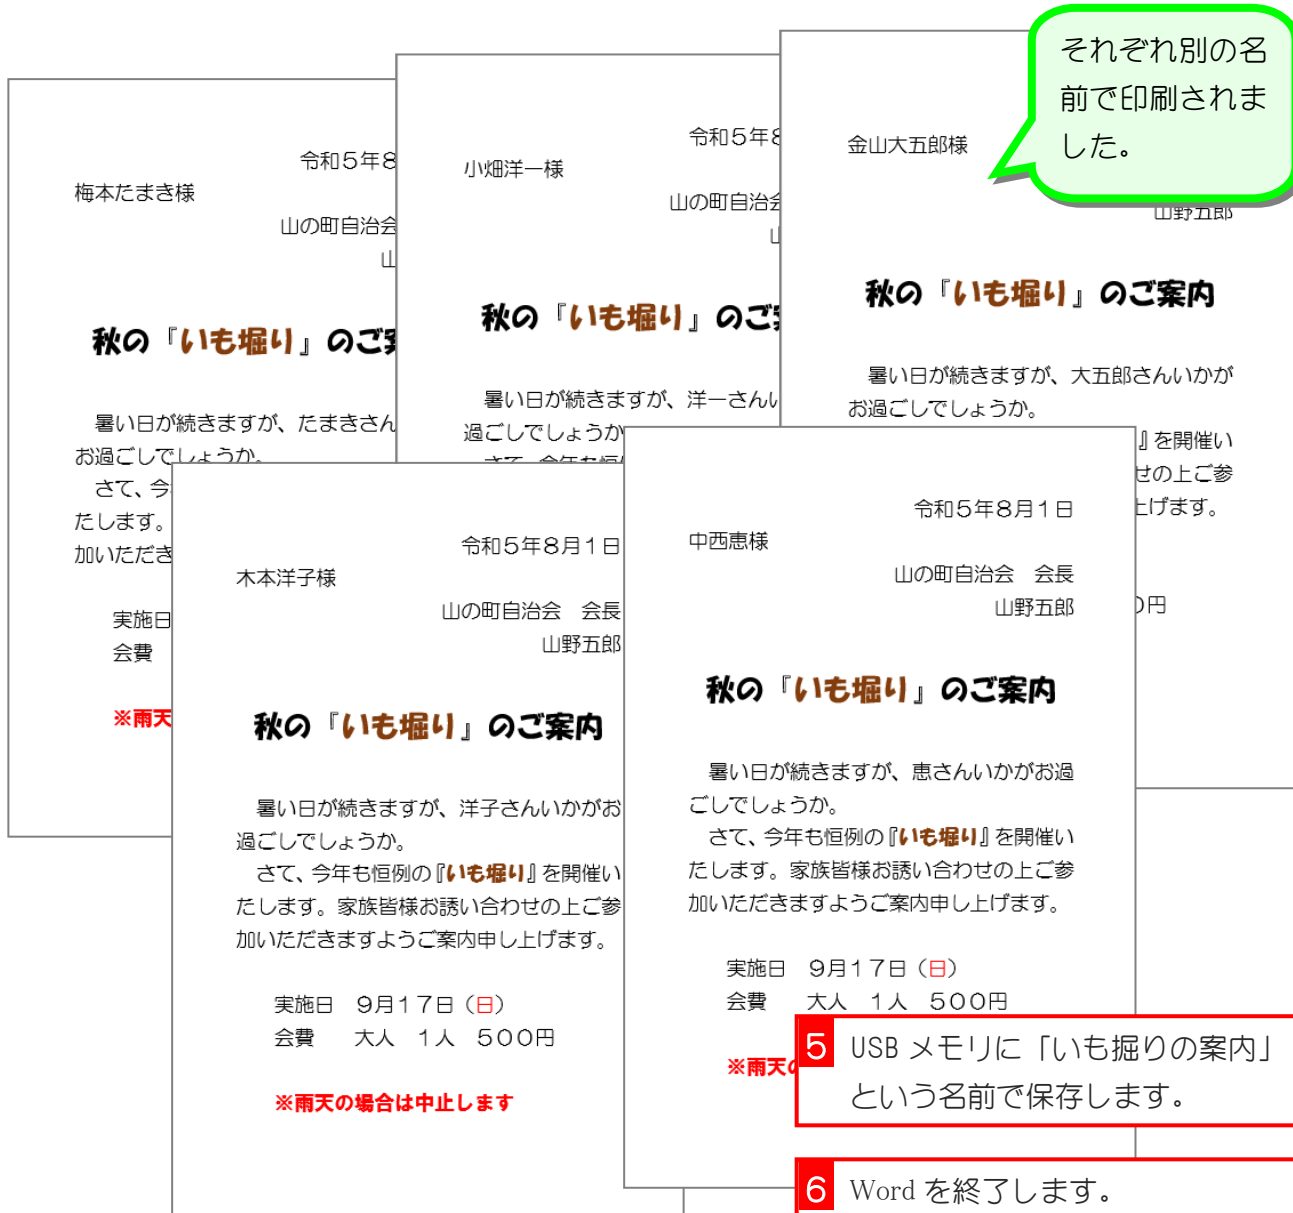 それぞれ別の名
前で印刷されま
した。
令和5年8
梅本たまき様
山の町自治会
秋の『いも堀り』のご
暑い日が続きますが、たまきさん
お過ごしでしょうか。
さて、今
たします。
加いただき
実施日
会費
※雨天
令和5年8
小畑洋一様
山の町自治会
秋の『いも堀り』のご
暑い日が続きますが、洋一さん
過ごしでしょうか
さて、今年も恒
金山大五郎様
山野五郎
秋の『いも堀り』のご案内
暑い日が続きますが、大五郎さんいかが
お過ごしでしょうか。
』を開催い
せの上ご参
上げます。
0円
令和5年8月1日
木本洋子様
山の町自治会　会長
山野五郎
秋の『いも堀り』のご案内
暑い日が続きますが、洋子さんいかがお
過ごしでしょうか。
さて、今年も恒例の『いも堀り』を開催い
たします。家族皆様お誘い合わせの上ご参
加いただきますようご案内申し上げます。
実施日　9月17日（日）
会費　　大人　1人　500円
※雨天の場合は中止します
令和5年8月1日
中西恵様
山の町自治会　会長
山野五郎
秋の『いも堀り』のご案内
暑い日が続きますが、恵さんいかがお過
ごしでしょうか。
さて、今年も恒例の『いも堀り』を開催い
たします。家族皆様お誘い合わせの上ご参
加いただきますようご案内申し上げます。
実施日　9月17日（日）
会費　　大人　1人　500円
※雨天の
5 USB メモリに「いも掘りの案内」
という名前で保存します。
6 Word を終了します。